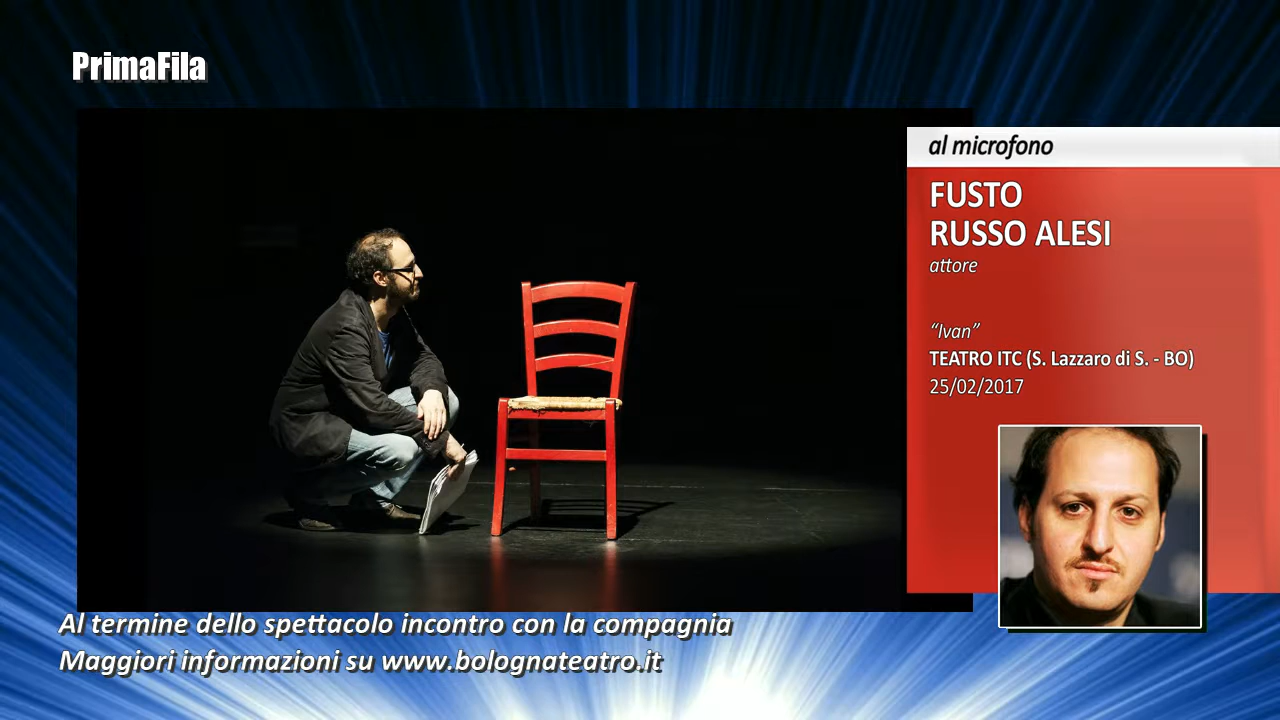 PrimaFila
al microfono
FUSTO
RUSSO ALESI
attore
“Ivan”
TEATRO ITC (S. Lazzaro di S. - BO)
25/02/2017
Al termine dello spettacolo incontro con la compagnia
Maggiori informazioni su www.bolognateatro.it